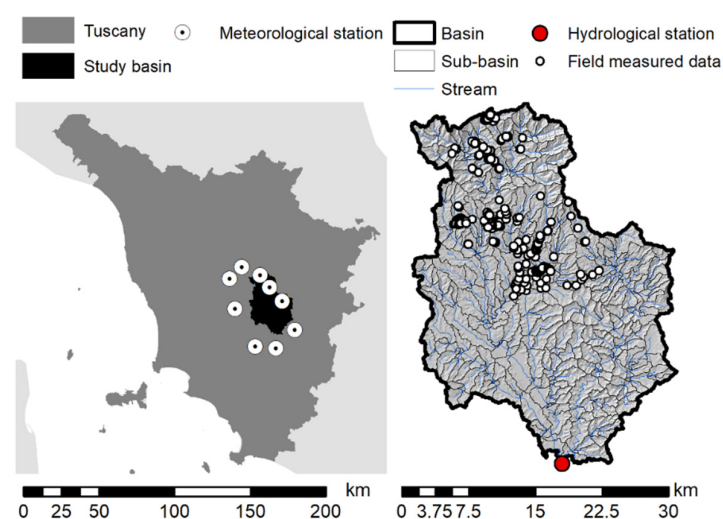 Tuscany
Meteorological station
Study basin
Basin
Hydrological station
Sub-basin
Field measured data
Stream
km
0 25 50 100 150 200
km
0 3.75 7.5 15 22.5 30